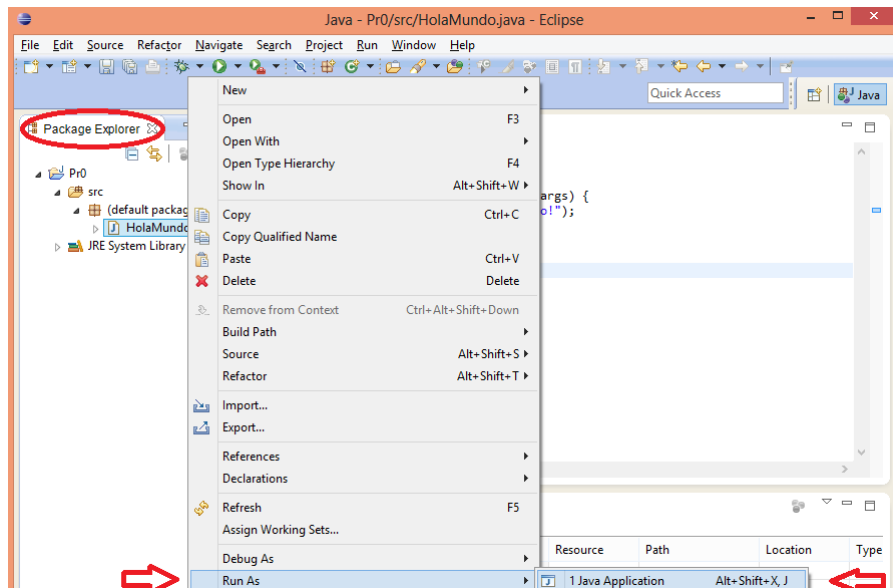 Java - Pr0/src/HolaMundo.java - Eclipse
File Edit Source Refactor Navigate Search Project Run Window Help
Quick Access
Java
Package Explorer
Pr0
src
(default packag
HolaMundo
JRE System Library
args) {
o!");
New
Open F3
Open With
Open Type Hierarchy F4
Show In Alt+Shift+W
Copy Ctrl+C
Copy Qualified Name
Paste Ctrl+V
Delete Delete
Remove from Context Ctrl+Alt+Shift+Down
Build Path
Source Alt+Shift+S
Refactor Alt+Shift+T
Import...
Export...
References
Declarations
Refresh F5
Assign Working Sets...
Debug As
Run As
Resource Path Location Type
1 Java Application Alt+Shift+X, J